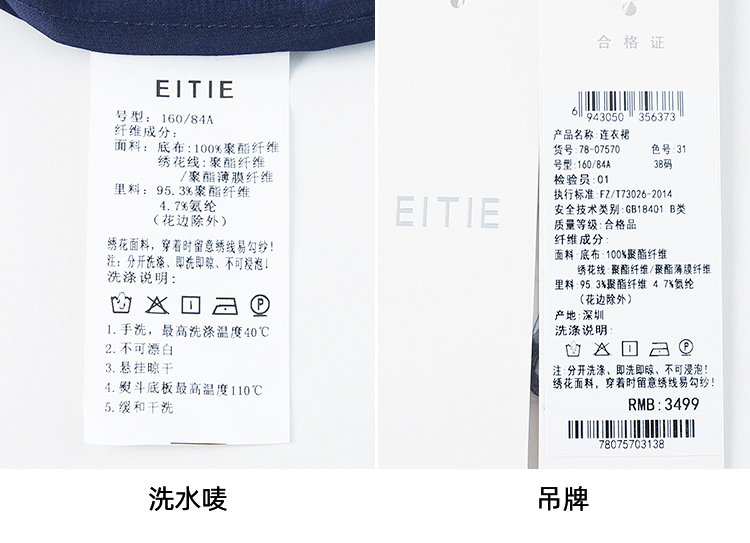 EITIE
号型: 160/84A
纤维成分:
面料: 底布:100%聚酯纤维
绣花线:聚酯纤维
/聚酯薄膜纤维
里料:95.3%聚酯纤维
4.7%氨纶
（花边除外）
绣花面料，穿着时留意绣线易勾纱!
注: 分开洗涤、即洗即晾、不可浸泡!
洗涤说明:
P
1.手洗，最高洗涤温度40℃
2.不可漂白
3.悬挂晾干
4.熨斗底板最高温度110℃
5.缓和干洗
洗水唛
EITIE
合格证
6 943050 356373
产品名称: 连衣裙
货号: 78-07570 色号: 31
号型:160/84A 38码
检验员: 01
执行标准: FZ/T73026-2014
安全技术类别: GB18401 B类
质量等级: 合格品
纤维成分:
面料: 底布: 100%聚酯纤维
绣花线: 聚酯纤维/聚酯薄膜纤维
里料: 95.3%聚酯纤维 4.7%氨纶
（花边除外）
产地: 深圳
洗涤说明:
P
注: 分开洗涤、即洗即晾、不可浸泡!
绣花面料，穿着时留意绣线易勾纱!
RMB: 3499
78075703138
吊牌